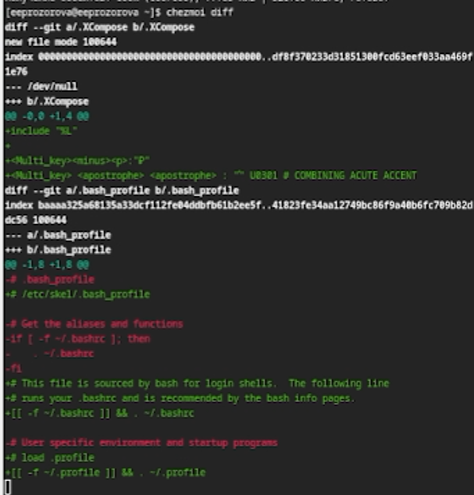 [eeprozorova@eeprozorova ~]$ chezmoi diff
diff --git a/.XCompose b/.XCompose
new file mode 100644
index 0000000000000000000000000000000000000000..df8f370233d31851300fcd63eef033aa469f
1e76
--- /dev/null
+++ b/.XCompose
@@ -0,0 +1,4 @@
+include "%L"
+
+<Multi_key><minus><p>:"₽"
+<Multi_key> <apostrophe> <apostrophe> : "´" U0301 # COMBINING ACUTE ACCENT
diff --git a/.bash_profile b/.bash_profile
index baaaa325a68135a33dcf112fe04ddbfb61b2ee5f..41823fe34aa12749bc86f9a40b6fc709b82d
dc56 100644
--- a/.bash_profile
+++ b/.bash_profile
@@ -1,8 +1,8 @@
-# .bash_profile
+# /etc/skel/.bash_profile
-# Get the aliases and functions
-if [ -f ~/.bashrc ]; then
-    . ~/.bashrc
-fi
+# This file is sourced by bash for login shells.  The following line
+# runs your .bashrc and is recommended by the bash info pages.
+[[ -f ~/.bashrc ]] && . ~/.bashrc
-# User specific environment and startup programs
+# load .profile
+[[ -f ~/.profile ]] && . ~/.profile